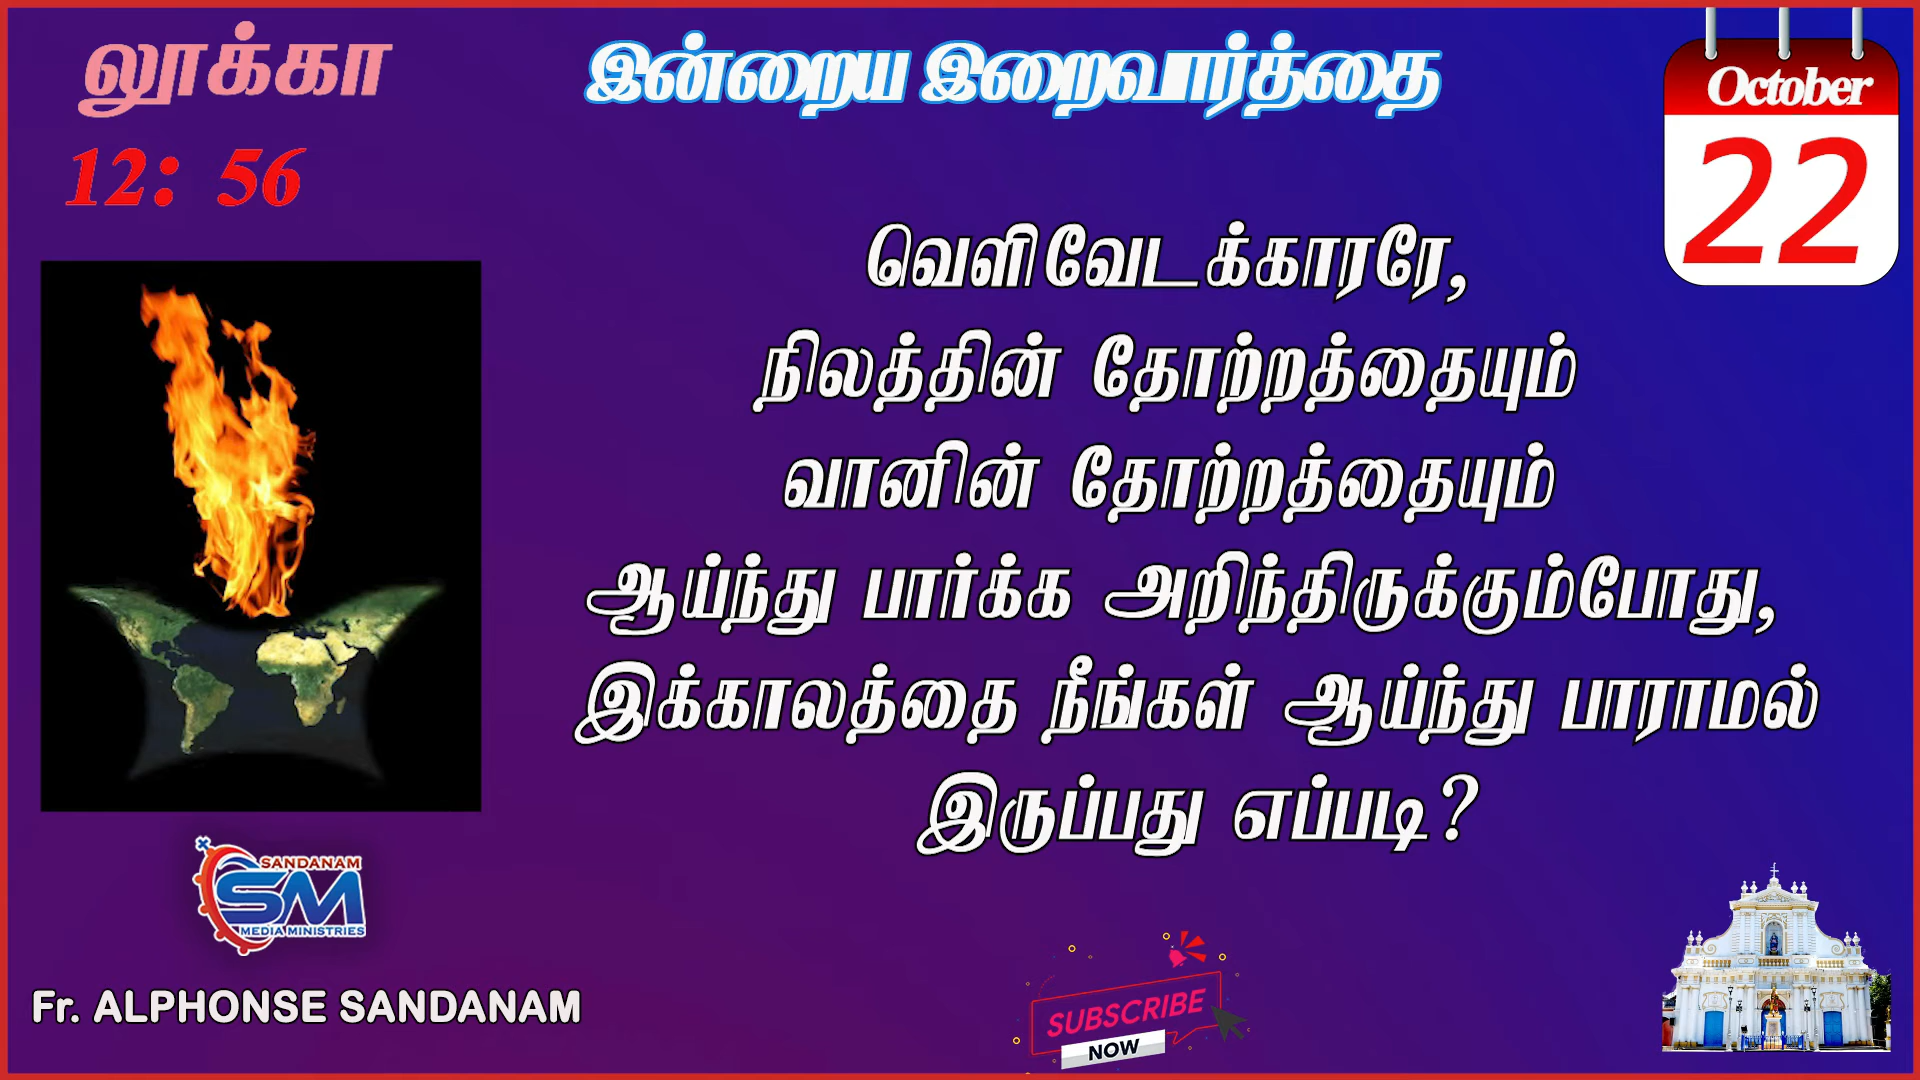 லூக்கா
12: 56
இன்றைய இறைவார்த்தை
October
22
வெளிவேடக்காரரே,
நிலத்தின் தோற்றத்தையும்
வானின் தோற்றத்தையும்
ஆய்ந்து பார்க்க அறிந்திருக்கும்போது,
இக்காலத்தை நீங்கள் ஆய்ந்து பாராமல்
இருப்பது எப்படி?
SANDANAM
SM
MEDIA MINISTRIES
Fr. ALPHONSE SANDANAM
SUBSCRIBE
NOW